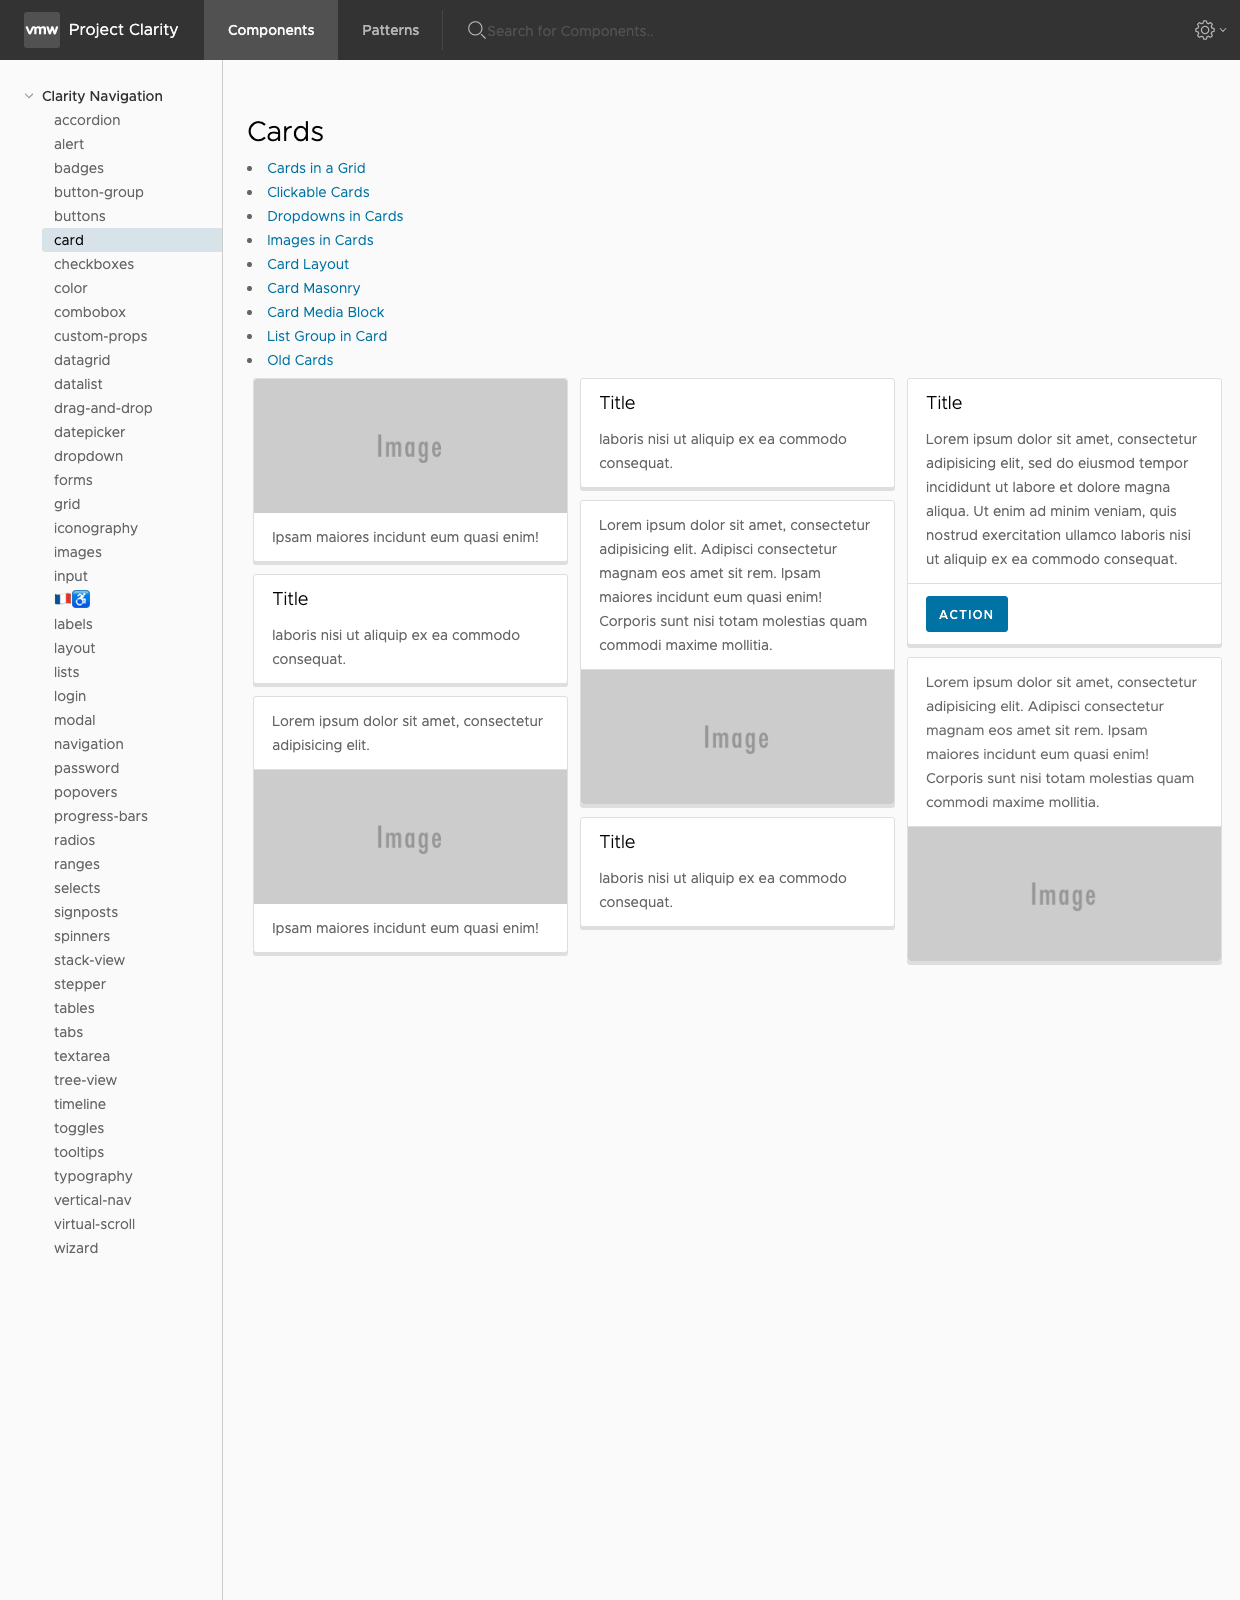 vmw Project Clarity
Components
Patterns
Search for Components..
Clarity Navigation
accordion
alert
badges
button-group
buttons
card
checkboxes
color
combobox
custom-props
datagrid
datalist
drag-and-drop
datepicker
dropdown
forms
grid
iconography
images
input
🇫🇷♿
labels
layout
lists
login
modal
navigation
password
popovers
progress-bars
radios
ranges
selects
signposts
spinners
stack-view
stepper
tables
tabs
textarea
tree-view
timeline
toggles
tooltips
typography
vertical-nav
virtual-scroll
wizard
Cards
Cards in a Grid
Clickable Cards
Dropdowns in Cards
Images in Cards
Card Layout
Card Masonry
Card Media Block
List Group in Card
Old Cards
Image
Ipsam maiores incidunt eum quasi enim!
Title
laboris nisi ut aliquip ex ea commodo
consequat.
Lorem ipsum dolor sit amet, consectetur
adipisicing elit.
Image
Ipsam maiores incidunt eum quasi enim!
Title
laboris nisi ut aliquip ex ea commodo
consequat.
Lorem ipsum dolor sit amet, consectetur
adipisicing elit. Adipisci consectetur
magnam eos amet sit rem. Ipsam
maiores incidunt eum quasi enim!
Corporis sunt nisi totam molestias quam
commodi maxime mollitia.
Image
Title
laboris nisi ut aliquip ex ea commodo
consequat.
Title
Lorem ipsum dolor sit amet, consectetur
adipisicing elit, sed do eiusmod tempor
incididunt ut labore et dolore magna
aliqua. Ut enim ad minim veniam, quis
nostrud exercitation ullamco laboris nisi
ut aliquip ex ea commodo consequat.
ACTION
Lorem ipsum dolor sit amet, consectetur
adipisicing elit. Adipisci consectetur
magnam eos amet sit rem. Ipsam
maiores incidunt eum quasi enim!
Corporis sunt nisi totam molestias quam
commodi maxime mollitia.
Image